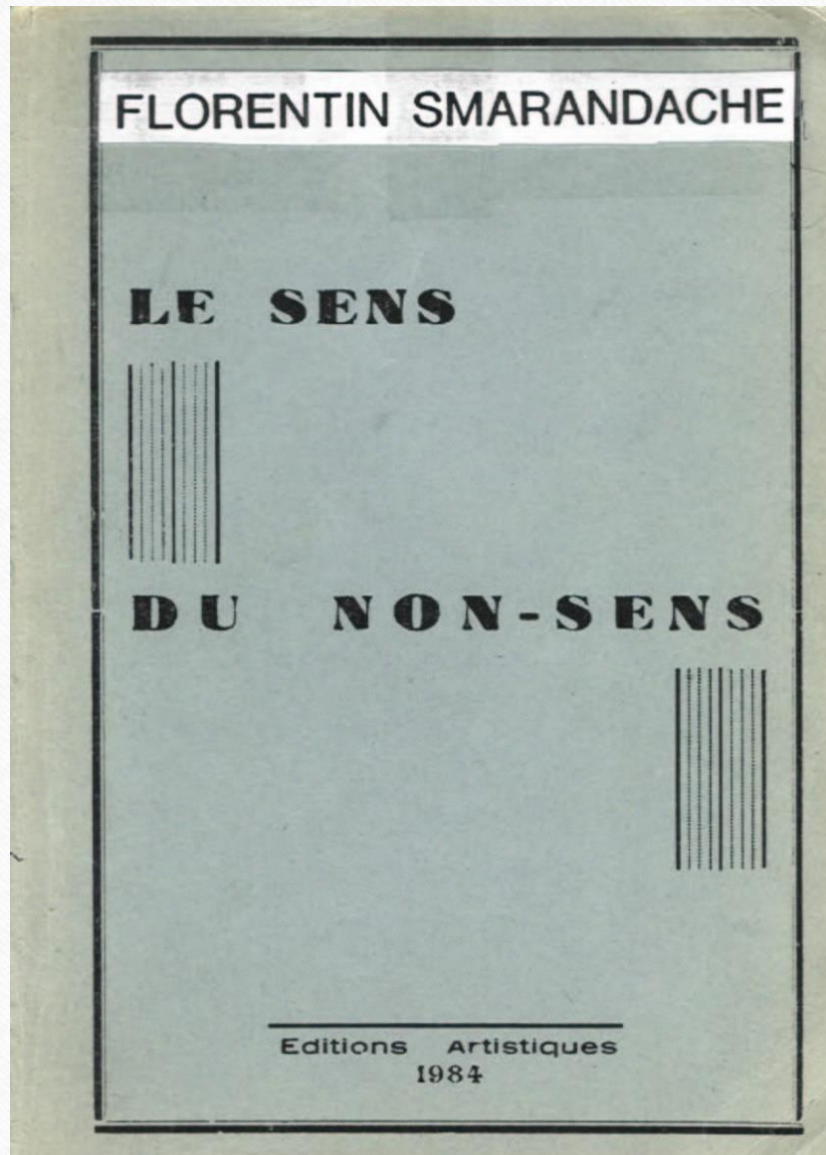 FLORENTIN SMARANDACHE
LE SENS
DU NON-SENS
Editions Artistiques
1984